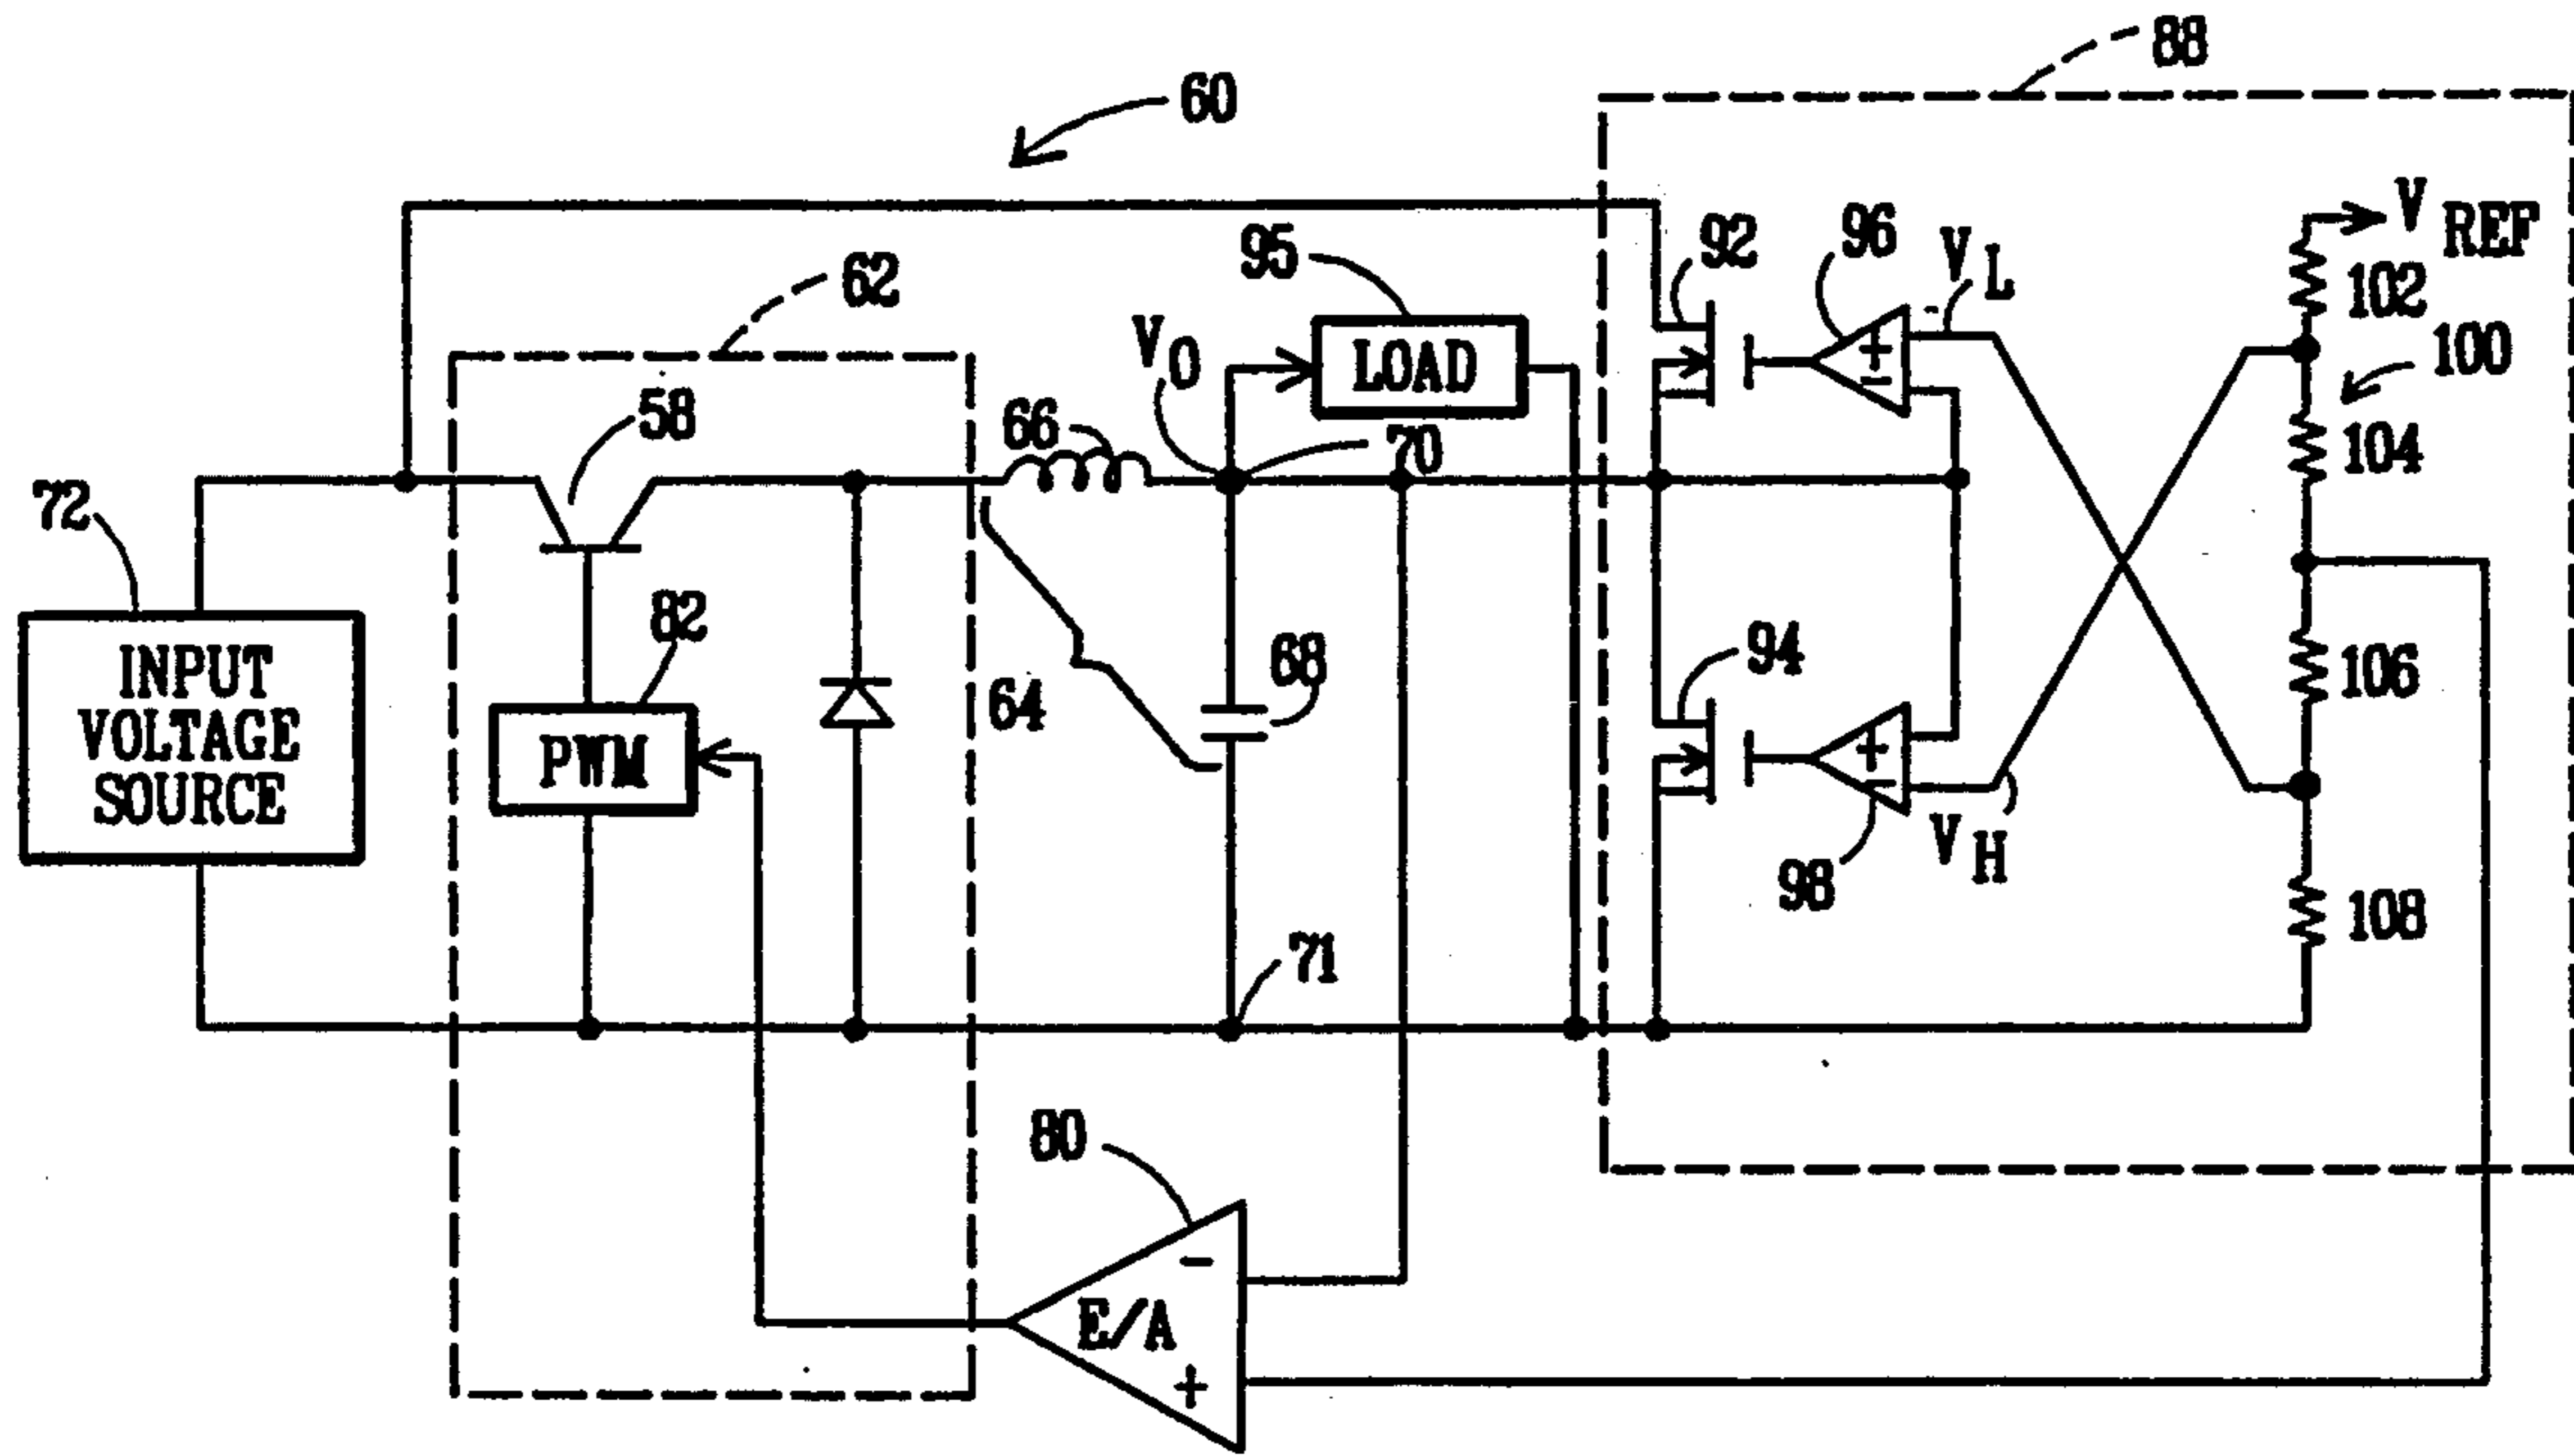 88
60
V REF
92
96
V L
95
62
102
100
V O
LOAD
58
66
70
104
72
82
INPUT
VOLTAGE
SOURCE
PWM
64
68
94
106
+
-
+
-
V H
98
108
71
80
-
E/A
+